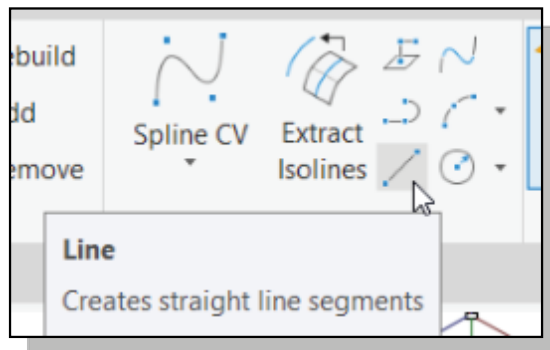 ebuild
dd
emove
Spline CV
Extract
Isolines
Line
Creates straight line segments